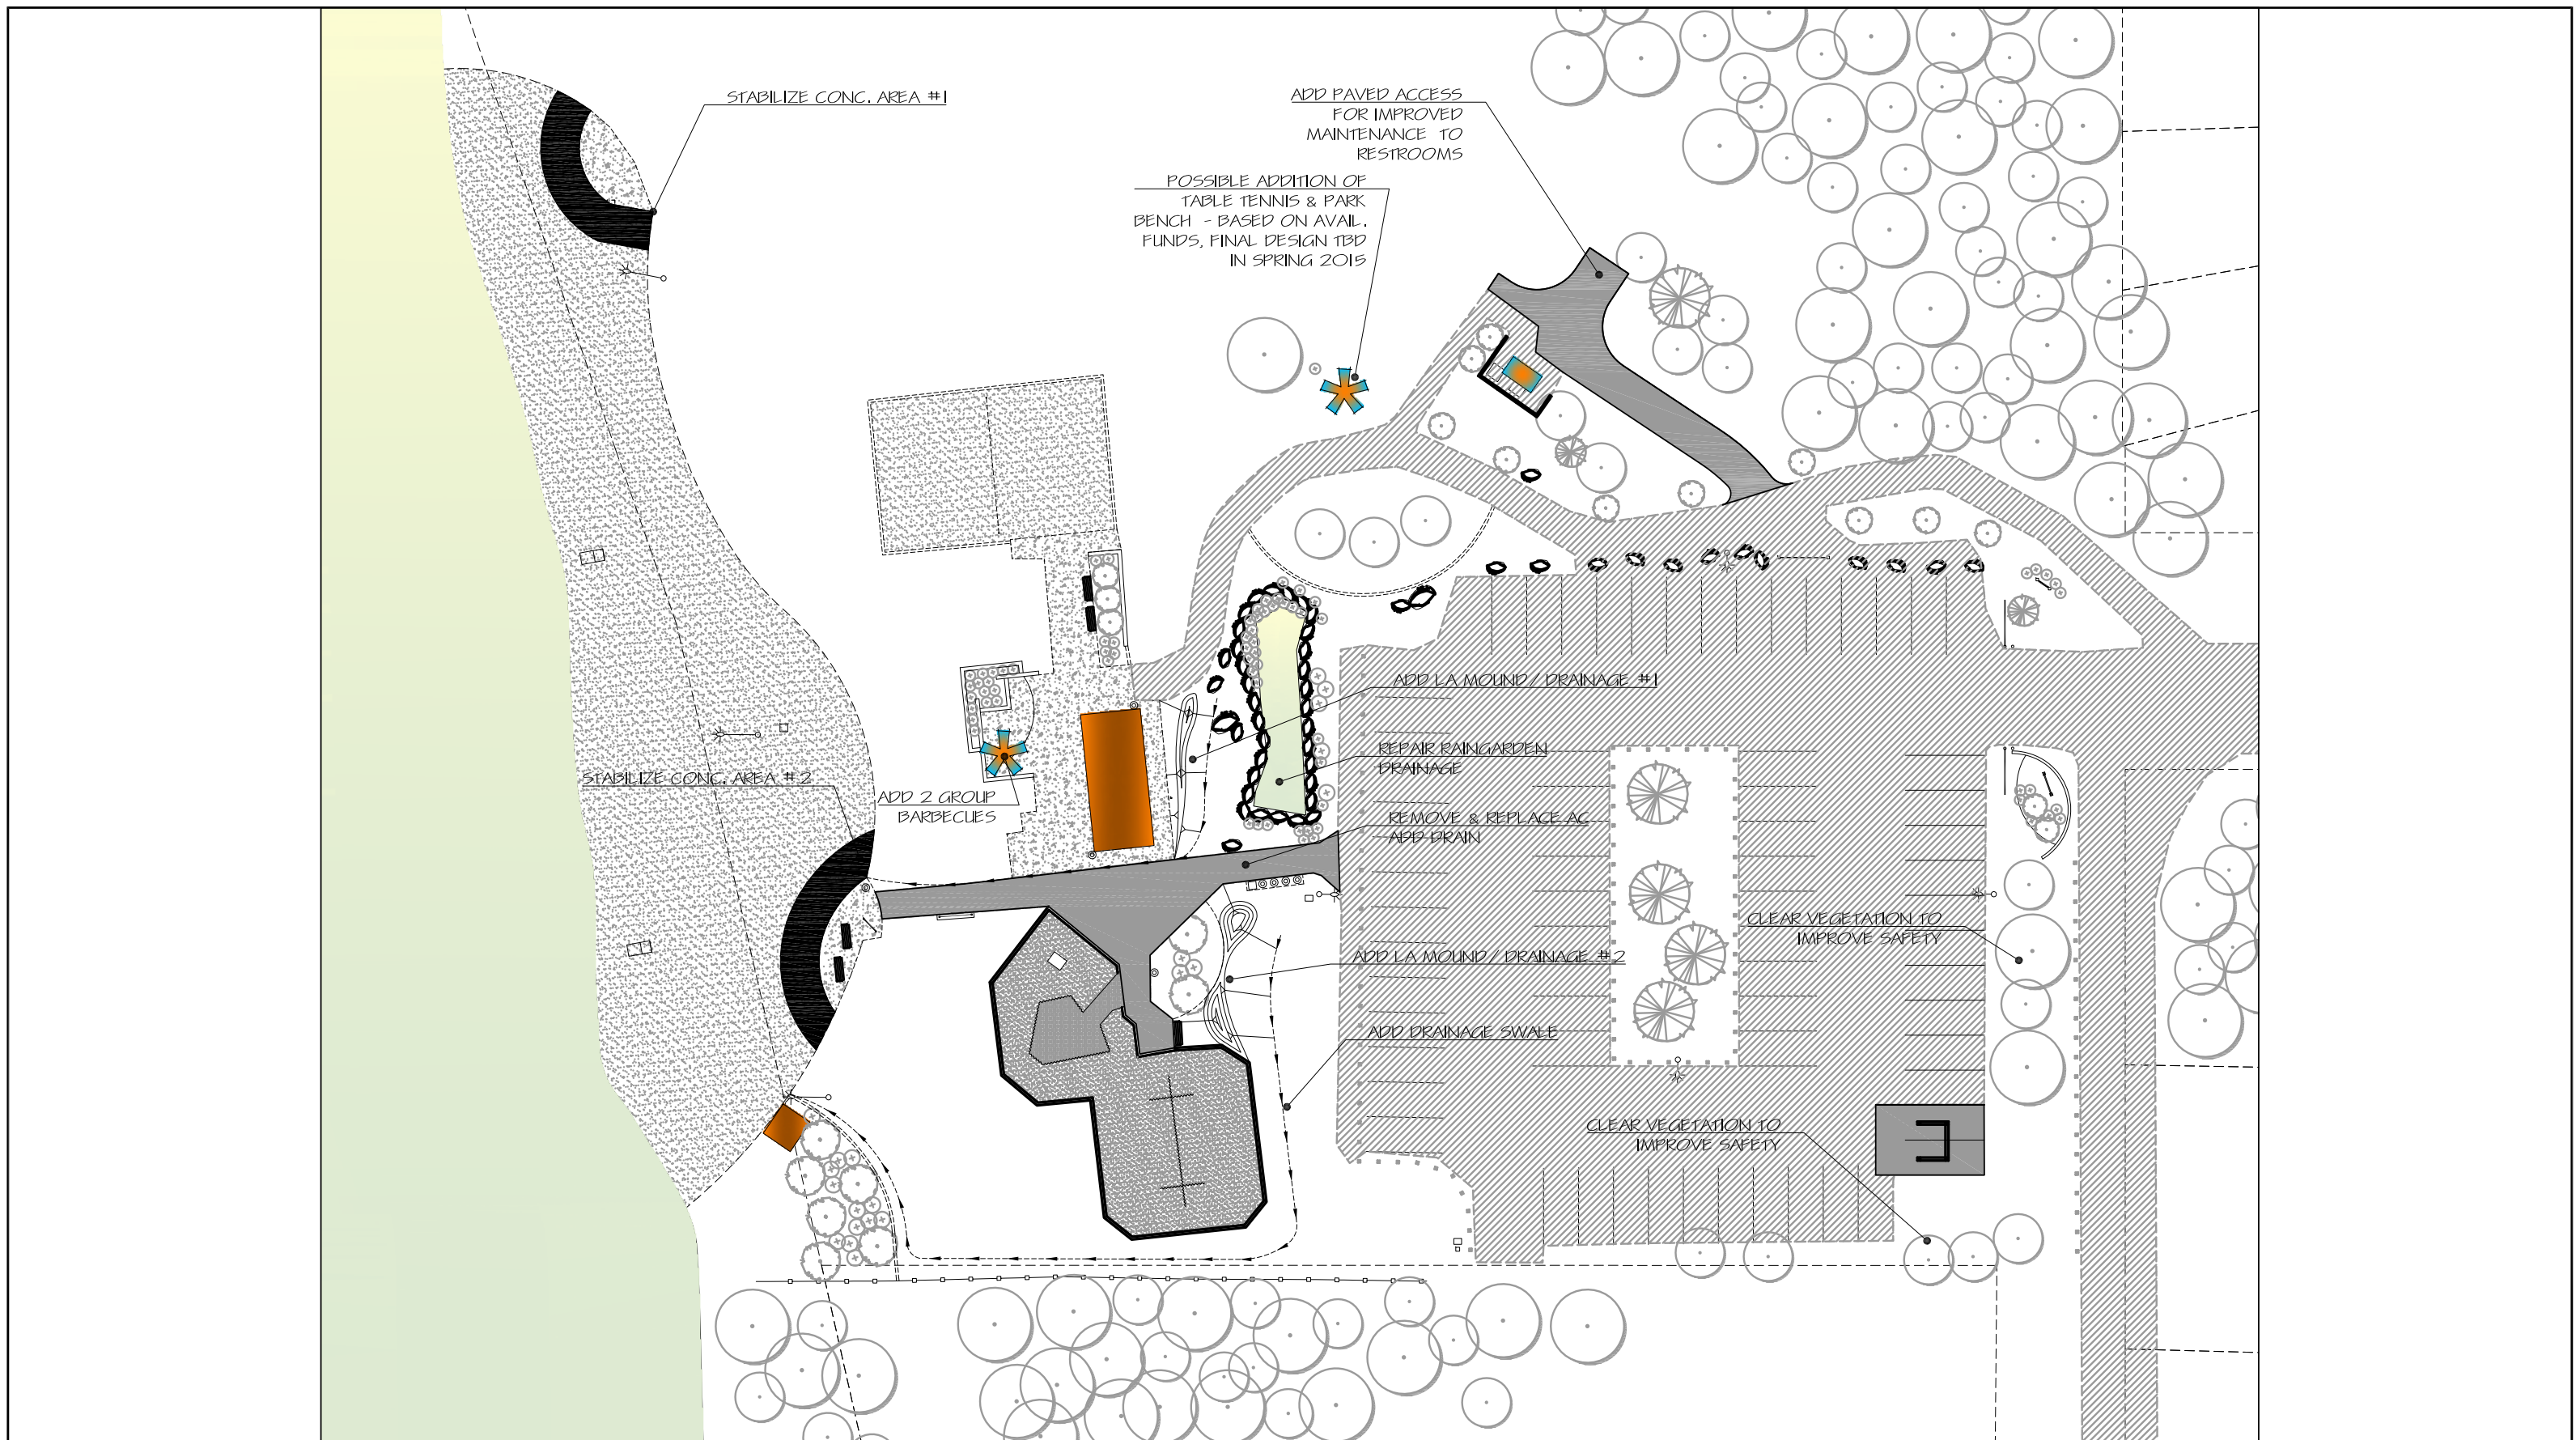 STABILIZE CONC. AREA #1
ADD PAVED ACCESS
FOR IMPROVED
MAINTENANCE TO
RESTROOMS
POSSIBLE ADDITION OF
TABLE TENNIS & PARK
BENCH - BASED ON AVAIL.
FUNDS, FINAL DESIGN TBD
IN SPRING 2015
ADD LA MOUND/ DRAINAGE #1
REPAIR RAINGARDEN
DRAINAGE
STABILIZE CONC. AREA #2
ADD 2 GROUP
BARBECUES
REMOVE & REPLACE AC
ADD DRAIN
CLEAR VEGETATION TO
IMPROVE SAFETY
ADD LA MOUND/ DRAINAGE #2
ADD DRAINAGE SWALE
CLEAR VEGETATION TO
IMPROVE SAFETY